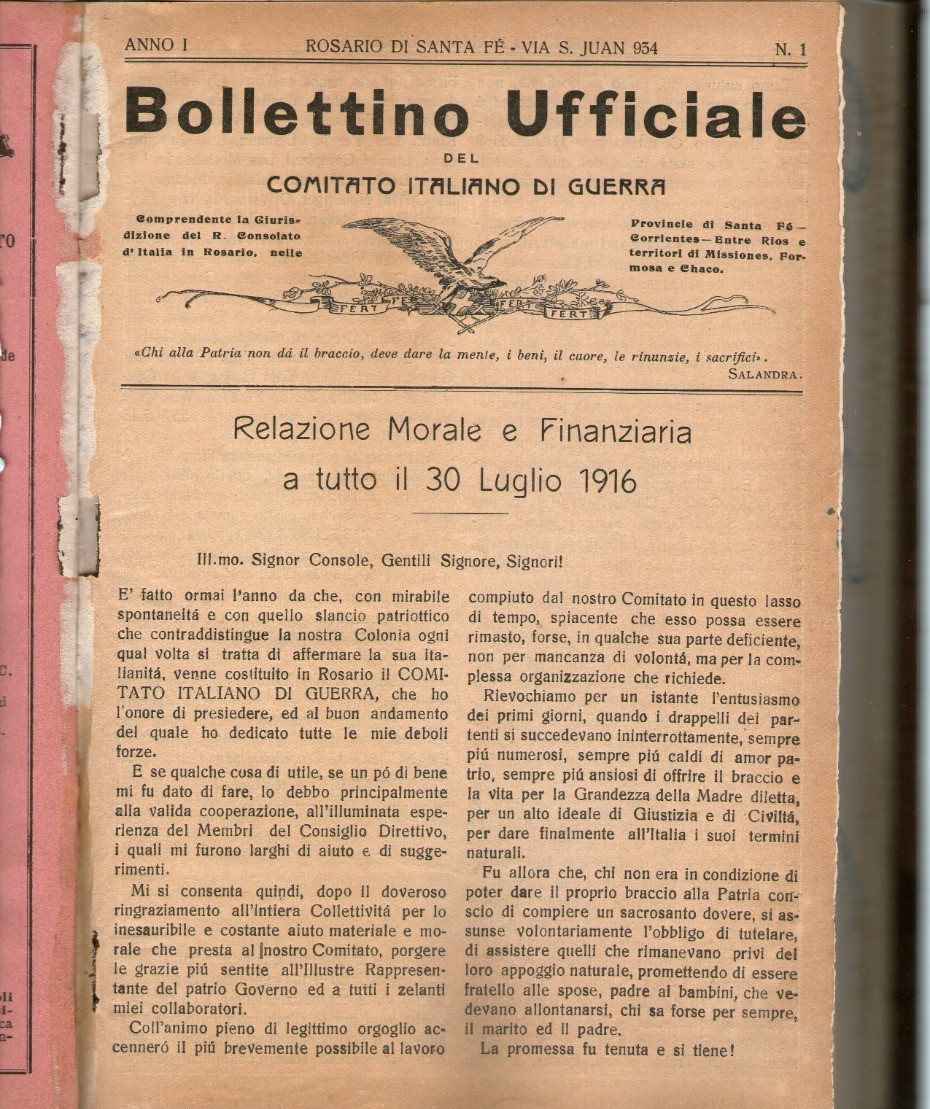 ANNO I ROSARIO DI SANTA FÉ - VIA S. JUAN 954 N. 1
Bollettino Ufficiale
DEL
COMITATO ITALIANO DI GUERRA
Comprendente la Giuris-
dizione del R. Consolato
d'Italia in Rosario, nelle
Provincie di Santa Fé—
Corrientes—Entre Rios e
territori di Missiones, For-
mosa e Chaco.
FERT FE FERT FERT
«Chi alla Patria non dá il braccio, deve dare la mente, i beni, il cuore, le rinunzie, i sacrifici».
SALANDRA.
Relazione Morale e Finanziaria
a tutto il 30 Luglio 1916
Ill.mo. Signor Console, Gentili Signore, Signori!
E' fatto ormai l'anno da che, con mirabile
spontaneitá e con quello slancio patriottico
che contraddistingue la nostra Colonia ogni
qual volta si tratta di affermare la sua ita-
lianitá, venne costituito in Rosario il COMI-
TATO ITALIANO DI GUERRA, che ho
l'onore di presiedere, ed al buon andamento
del quale ho dedicato tutte le mie deboli
forze.
E se qualche cosa di utile, se un pó di bene
mi fu dato di fare, lo debbo principalmente
alla valida cooperazione, all'illuminata espe-
rienza dei Membri del Consiglio Direttivo,
i quali mi furono larghi di aiuto e di sugge-
rimenti.
Mi si consenta quindi, dopo il doveroso
ringraziamento all'intiera Collettivitá per lo
inesauribile e costante aiuto materiale e mo-
rale che presta al nostro Comitato, porgere
le grazie piú sentite all'Illustre Rappresen-
tante del patrio Governo ed a tutti i zelanti
miei collaboratori.
Coll'animo pieno di legittimo orgoglio ac-
cenneró il piú brevemente possibile al lavoro
compiuto dal nostro Comitato in questo lasso
di tempo, spiacente che esso possa essere
rimasto, forse, in qualche sua parte deficiente,
non per mancanza di volontá, ma per la com-
plessa organizzazione che richiede.
Rievochiamo per un istante l'entusiasmo
dei primi giorni, quando i drappelli dei par-
tenti si succedevano ininterrottamente, sempre
piú numerosi, sempre piú caldi di amor pa-
trio, sempre piú ansiosi di offrire il braccio e
la vita per la Grandezza della Madre diletta,
per un alto ideale di Giustizia e di Civiltá,
per dare finalmente all'Italia i suoi termini
naturali.
Fu allora che, chi non era in condizione di
poter dare il proprio braccio alla Patria con-
scio di compiere un sacrosanto dovere, si as-
sunse volontariamente l'obbligo di tutelare,
di assistere quelli che rimanevano privi del
loro appoggio naturale, promettendo di essere
fratello alle spose, padre ai bambini, che ve-
devano allontanarsi, chi sa forse per sempre,
il marito ed il padre.
La promessa fu tenuta e si tiene!